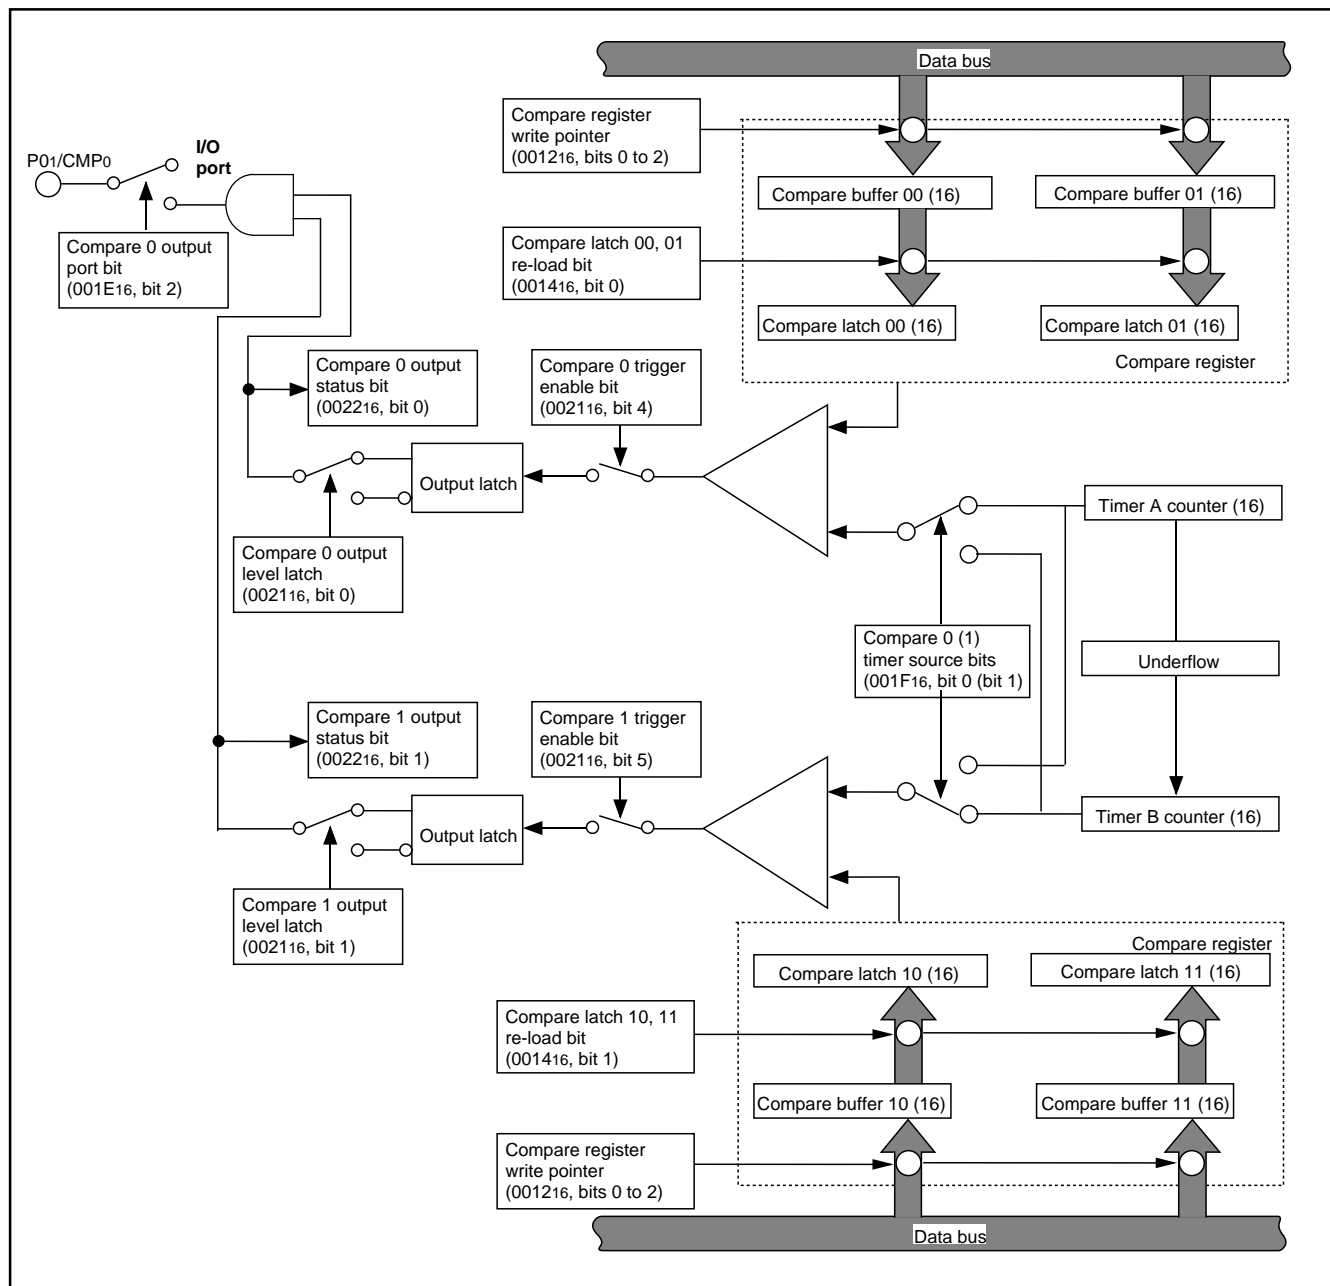 Data bus
Compare register
write pointer
(001216, bits 0 to 2)
I/O
port
P01/CMP0
Compare buffer 00 (16)
Compare buffer 01 (16)
Compare 0 output
port bit
(001E16, bit 2)
Compare latch 00, 01
re-load bit
(001416, bit 0)
Compare latch 00 (16)
Compare latch 01 (16)
Compare register
Compare 0 output
status bit
(002216, bit 0)
Compare 0 trigger
enable bit
(002116, bit 4)
Output latch
Timer A counter (16)
Compare 0 output
level latch
(002116, bit 0)
Compare 0 (1)
timer source bits
(001F16, bit 0 (bit 1)
Underflow
Compare 1 output
status bit
(002216, bit 1)
Compare 1 trigger
enable bit
(002116, bit 5)
Output latch
Timer B counter (16)
Compare 1 output
level latch
(002116, bit 1)
Compare register
Compare latch 10 (16)
Compare latch 11 (16)
Compare latch 10, 11
re-load bit
(001416, bit 1)
Compare buffer 10 (16)
Compare buffer 11 (16)
Compare register
write pointer
(001216, bits 0 to 2)
Data bus